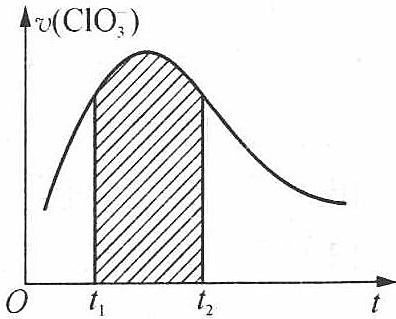 v(ClO₃⁻)
O t₁ t₂ t